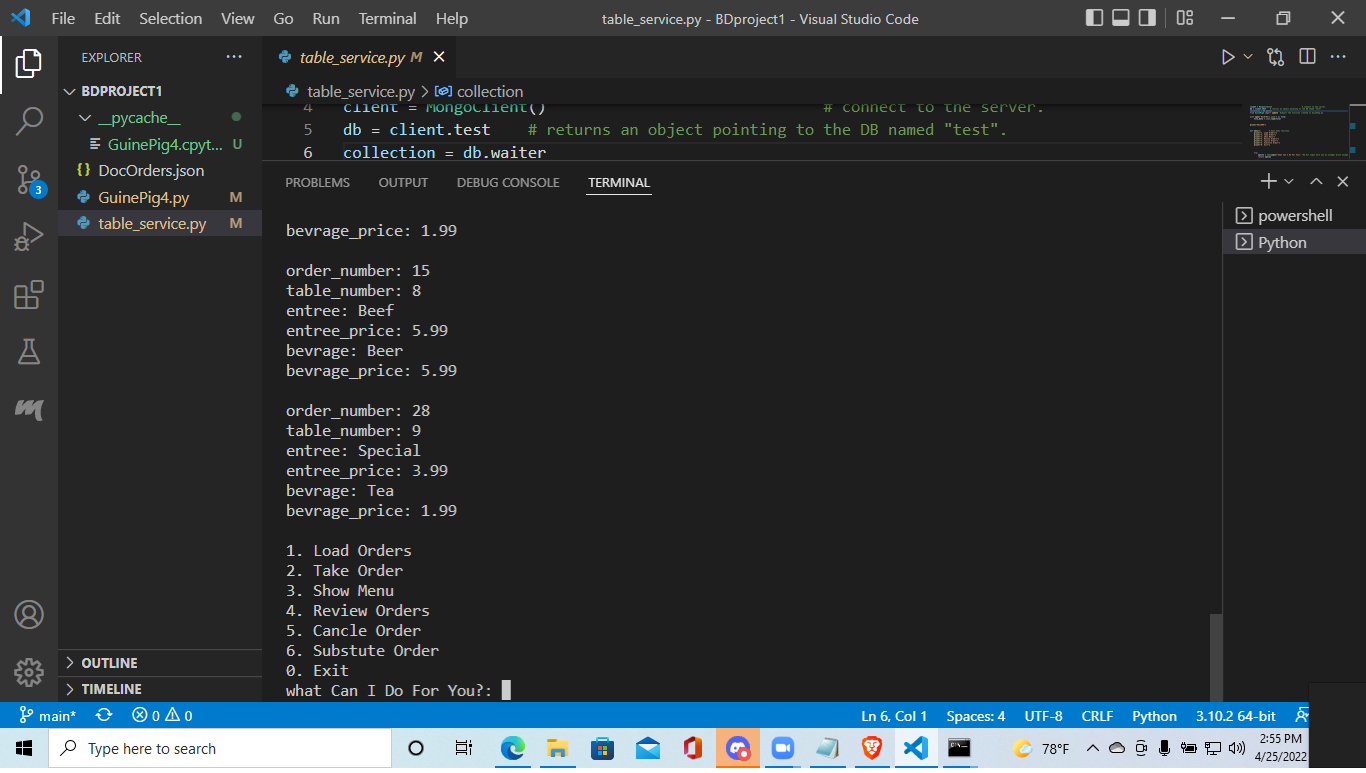 File Edit Selection View Go Run Terminal Help
table_service.py - BDproject1 - Visual Studio Code
EXPLORER
BDPROJECT1
__pycache__
GuinePig4.cpyt... U
DocOrders.json
GuinePig4.py M
table_service.py M
OUTLINE
TIMELINE
3
table_service.py M
table_service.py > collection
4 client = MongoClient() # connect to the server.
5 db = client.test # returns an object pointing to the DB named "test".
6 collection = db.waiter
PROBLEMS OUTPUT DEBUG CONSOLE TERMINAL
powershell
Python
bevrage_price: 1.99
order_number: 15
table_number: 8
entree: Beef
entree_price: 5.99
bevrage: Beer
bevrage_price: 5.99
order_number: 28
table_number: 9
entree: Special
entree_price: 3.99
bevrage: Tea
bevrage_price: 1.99
1. Load Orders
2. Take Order
3. Show Menu
4. Review Orders
5. Cancle Order
6. Substute Order
0. Exit
what Can I Do For You?:
main* 0 0 Ln 6, Col 1 Spaces: 4 UTF-8 CRLF Python 3.10.2 64-bit
Type here to search
78°F
2:55 PM
4/25/2022